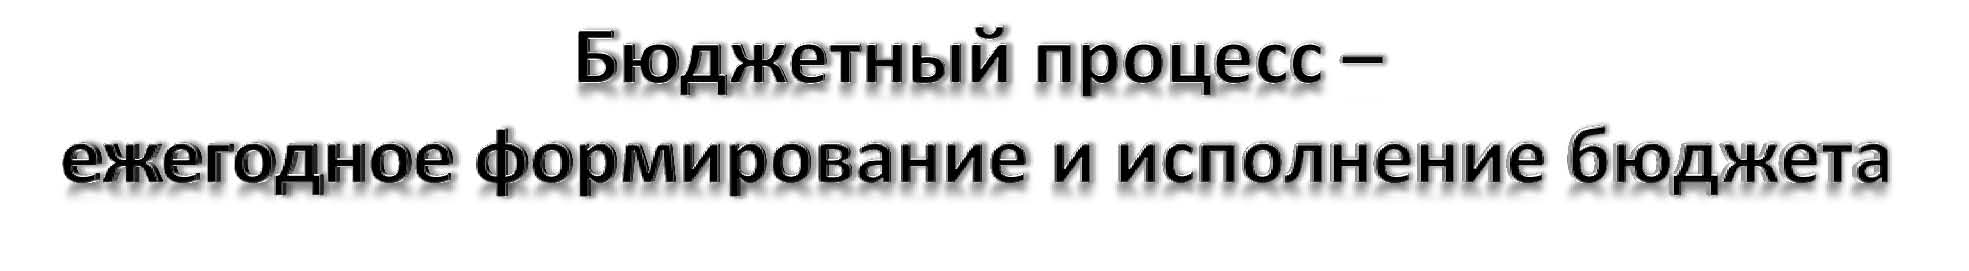 Бюджетный процесс –
ежегодное формирование и исполнение бюджета